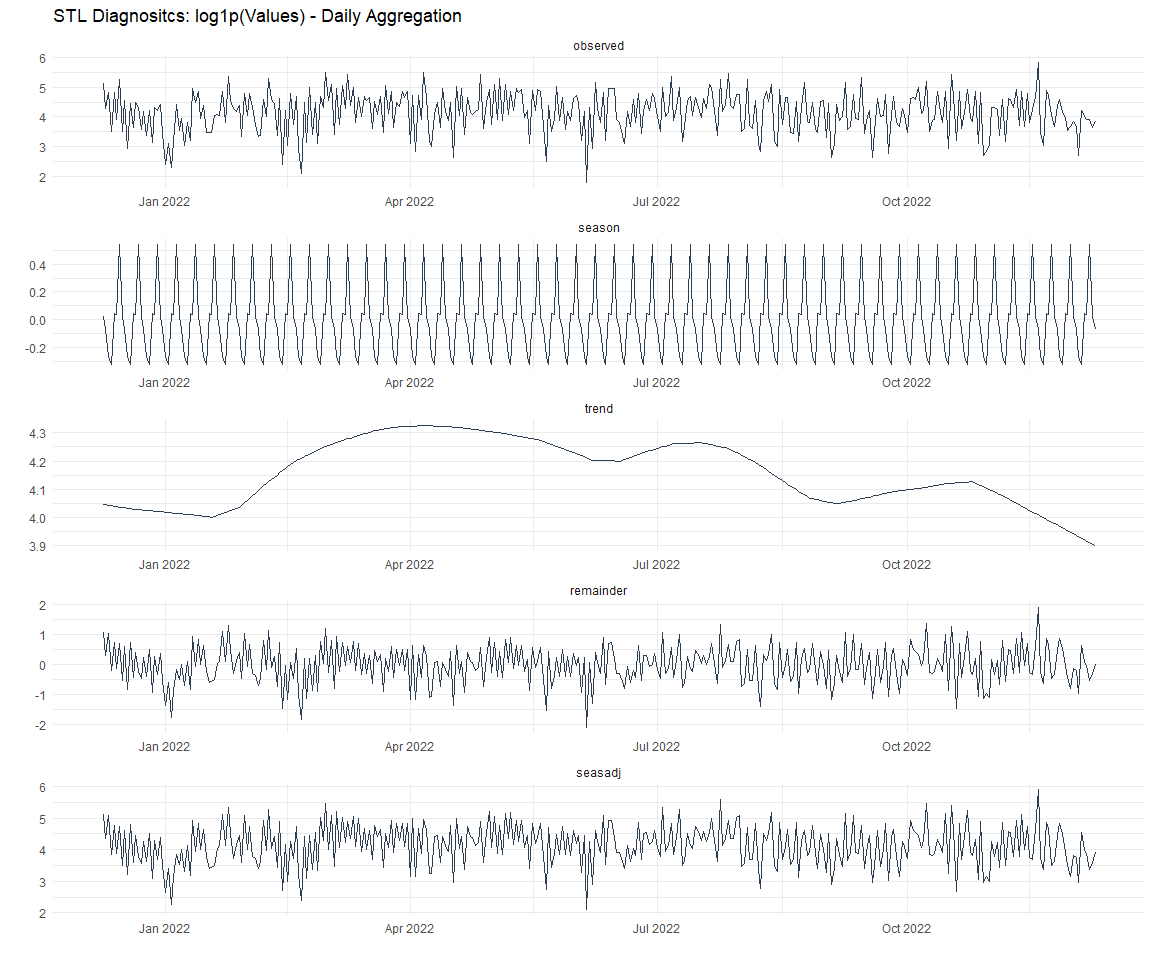 STL Diagnositcs: log1p(Values) - Daily Aggregation
observed
6
5
4
3
2
Jan 2022 Apr 2022 Jul 2022 Oct 2022
season
0.4
0.2
0.0
-0.2
Jan 2022 Apr 2022 Jul 2022 Oct 2022
trend
4.3
4.2
4.1
4.0
3.9
Jan 2022 Apr 2022 Jul 2022 Oct 2022
remainder
2
1
0
-1
-2
Jan 2022 Apr 2022 Jul 2022 Oct 2022
seasadj
6
5
4
3
2
Jan 2022 Apr 2022 Jul 2022 Oct 2022